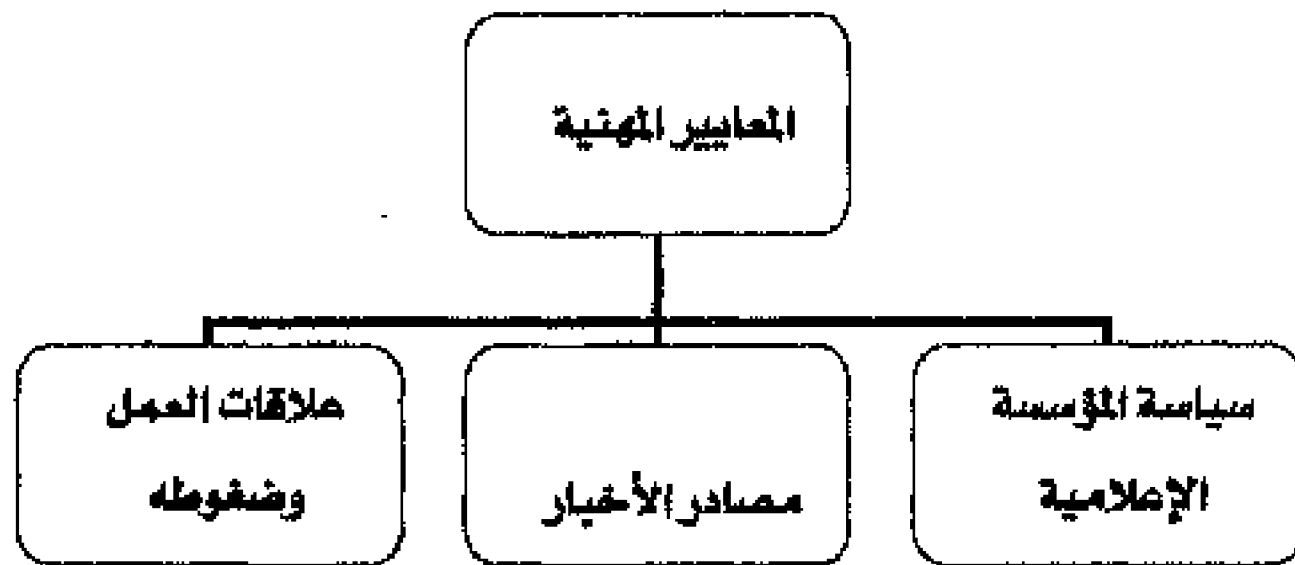 المعايير المهنية
سياسة المؤسسة
الإعلامية
مصادر الأخبار
علاقات العمل
وضغوطه